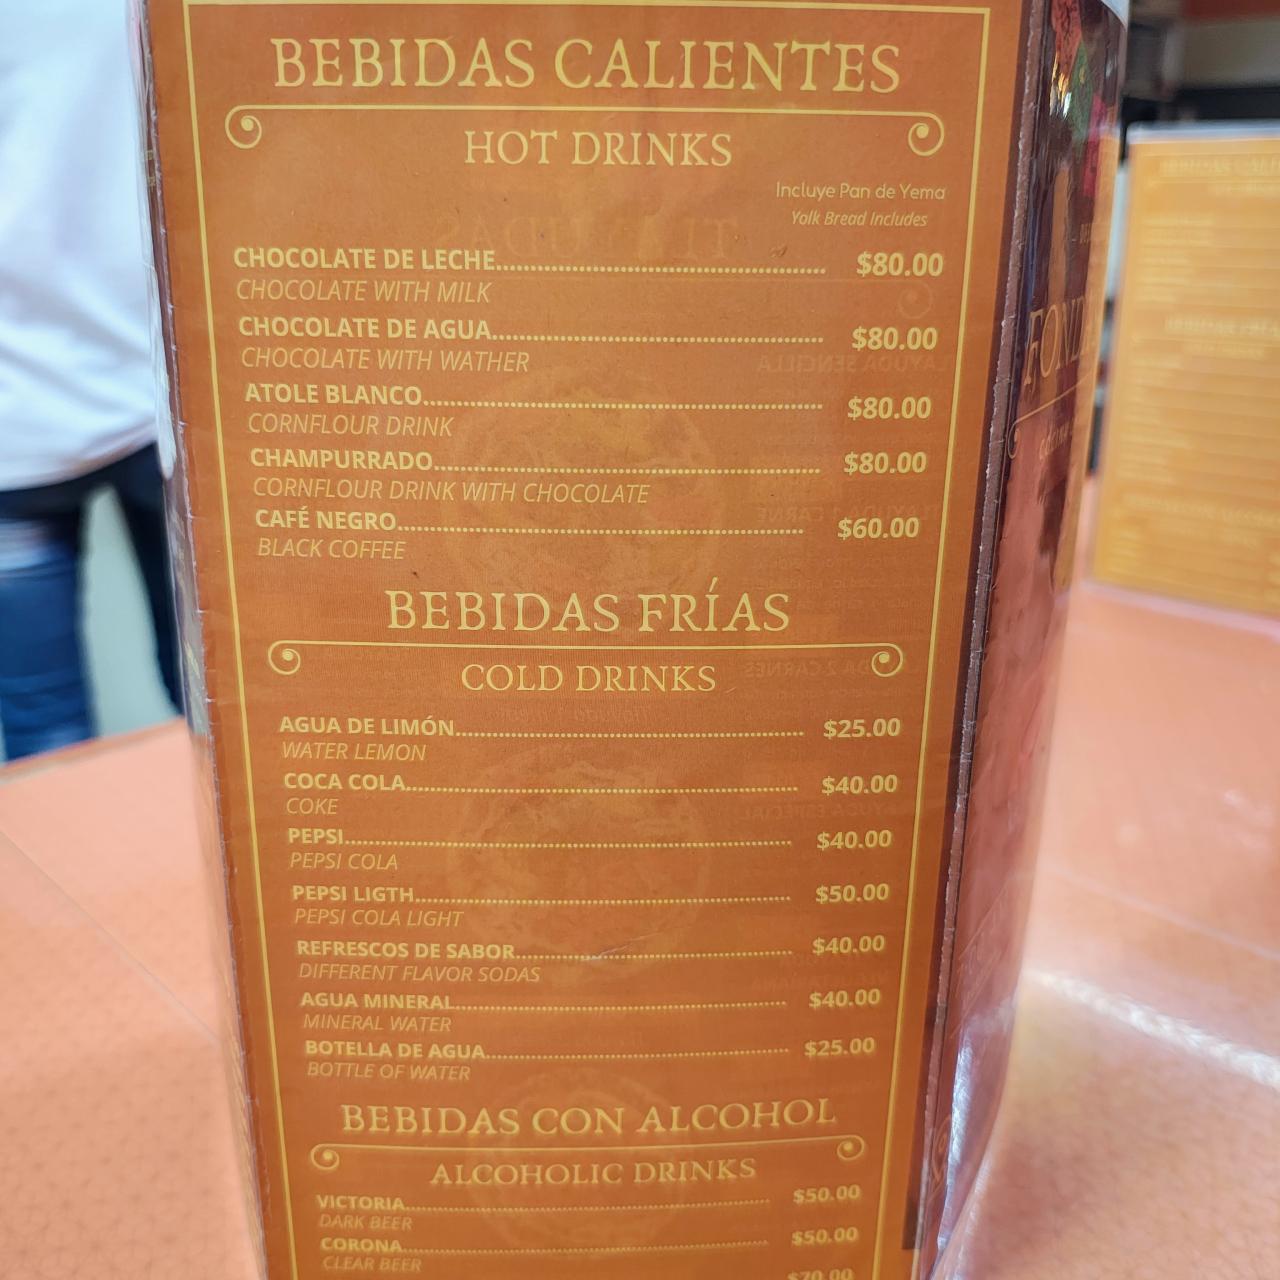 BEBIDAS CALIENTES
HOT DRINKS
Incluye Pan de Yema
Yolk Bread Includes
CHOCOLATE DE LECHE................................................ $80.00
CHOCOLATE WITH MILK
CHOCOLATE DE AGUA................................................ $80.00
CHOCOLATE WITH WATHER
ATOLE BLANCO................................................ $80.00
CORNFLOUR DRINK
CHAMPURRADO................................................ $80.00
CORNFLOUR DRINK WITH CHOCOLATE
CAFÉ NEGRO................................................ $60.00
BLACK COFFEE
BEBIDAS FRÍAS
COLD DRINKS
AGUA DE LIMÓN................................................ $25.00
WATER LEMON
COCA COLA................................................ $40.00
COKE
PEPSI................................................ $40.00
PEPSI COLA
PEPSI LIGTH................................................ $50.00
PEPSI COLA LIGHT
REFRESCOS DE SABOR................................................ $40.00
DIFFERENT FLAVOR SODAS
AGUA MINERAL................................................ $40.00
MINERAL WATER
BOTELLA DE AGUA................................................ $25.00
BOTTLE OF WATER
BEBIDAS CON ALCOHOL
ALCOHOLIC DRINKS
VICTORIA................................................ $50.00
DARK BEER
CORONA................................................ $50.00
CLEAR BEER
$70.00